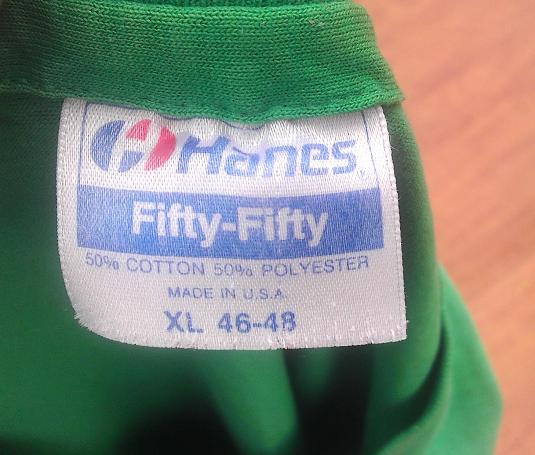 Hanes
Fifty-Fifty
50% COTTON 50% POLYESTER
MADE IN U.S.A.
XL 46-48